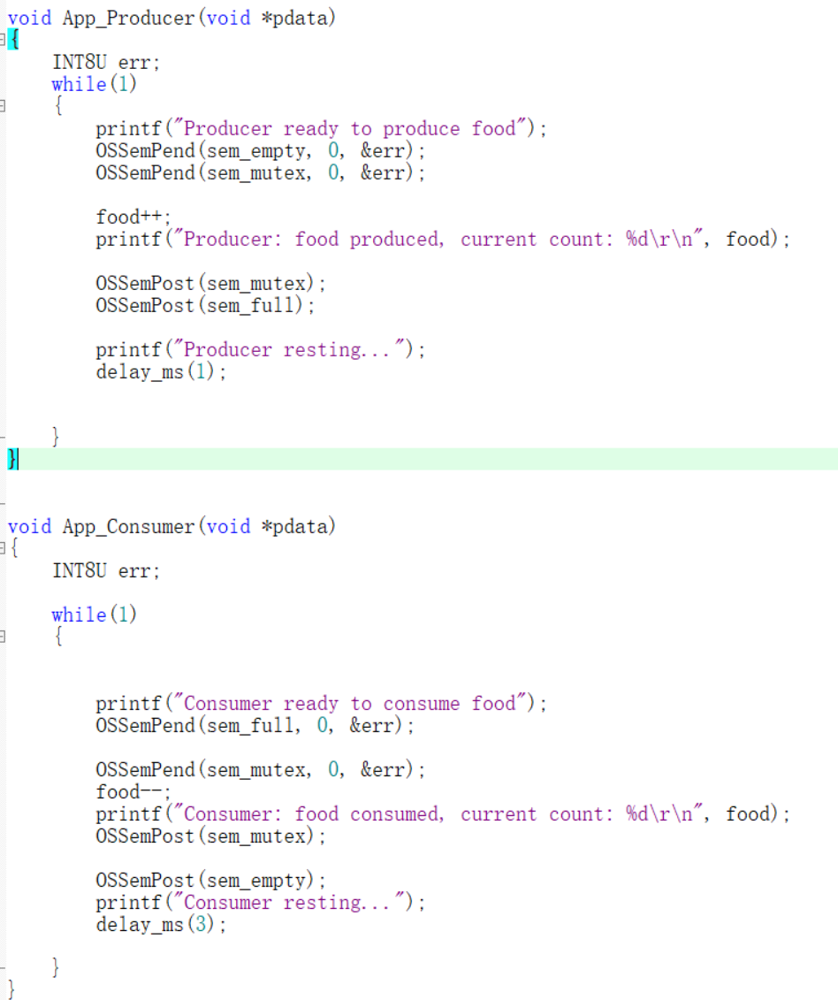 void App_Producer(void *pdata)
{
INT8U err;
while(1)
{
printf("Producer ready to produce food");
OSSemPend(sem_empty, 0, &err);
OSSemPend(sem_mutex, 0, &err);
food++;
printf("Producer: food produced, current count: %d\r\n", food);
OSSemPost(sem_mutex);
OSSemPost(sem_full);
printf("Producer resting...");
delay_ms(1);
}
}
void App_Consumer(void *pdata)
{
INT8U err;
while(1)
{
printf("Consumer ready to consume food");
OSSemPend(sem_full, 0, &err);
OSSemPend(sem_mutex, 0, &err);
food--;
printf("Consumer: food consumed, current count: %d\r\n", food);
OSSemPost(sem_mutex);
OSSemPost(sem_empty);
printf("Consumer resting...");
delay_ms(3);
}
}